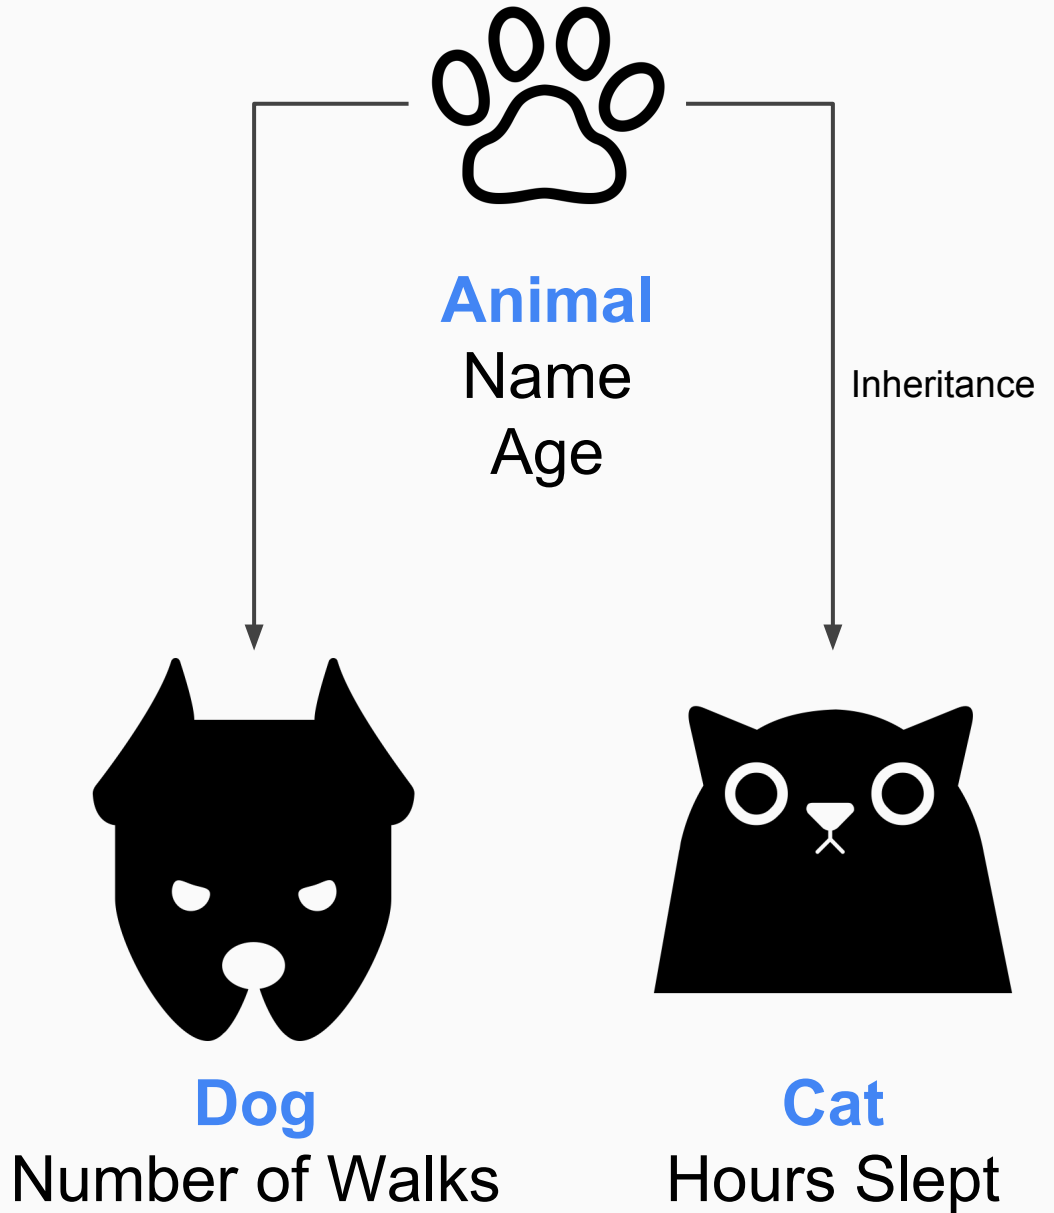 Animal
Name
Age
Inheritance
Dog
Number of Walks
Cat
Hours Slept